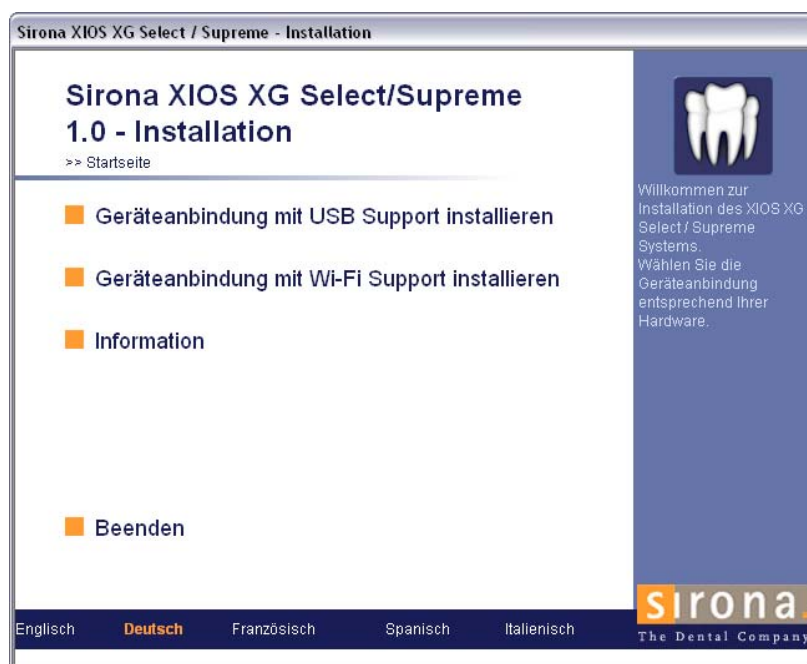 Sirona XIOS XG Select / Supreme - Installation
Sirona XIOS XG Select/Supreme
1.0 - Installation
>> Startseite
Geräteanbindung mit USB Support installieren
Geräteanbindung mit Wi-Fi Support installieren
Information
Beenden
Willkommen zur
Installation des XIOS XG
Select / Supreme
Systems.
Wählen Sie die
Geräteanbindung
entsprechend Ihrer
Hardware.
sirona.
The Dental Company
Englisch Deutsch Französisch Spanisch Italienisch